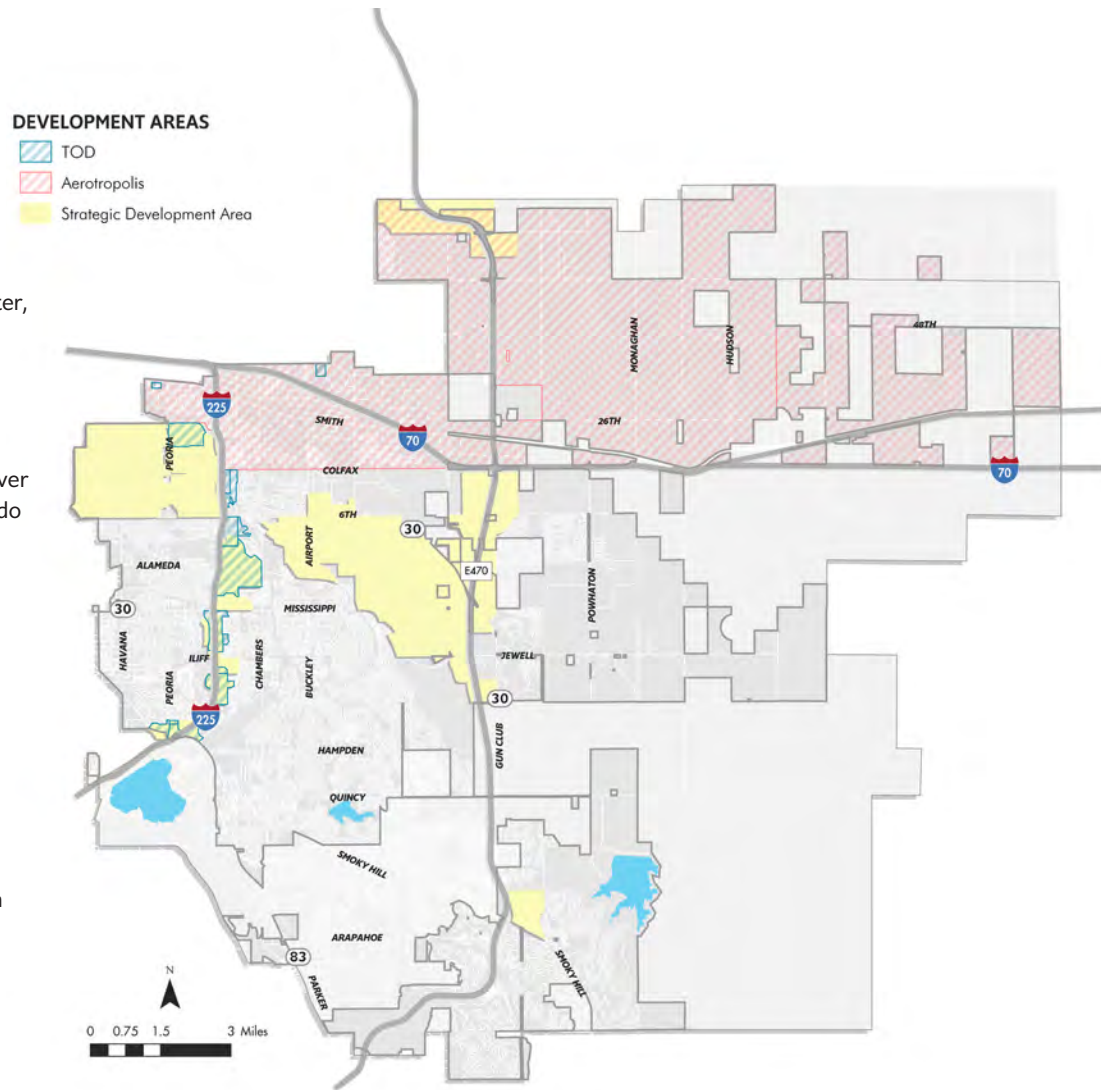 DEVELOPMENT AREAS
TOD
Aerotropolis
Strategic Development Area
ter,
ver
do
48TH
MONAGHAN
HUDSON
225
PEORIA
SMITH
70
26TH
COLFAX
70
6TH
AIRPORT
30
E470
ALAMEDA
30
MISSISSIPPI
POWHATON
HAVANA
ILIFF
CHAMBERS
BUCKLEY
JEWELL
PEORIA
30
225
HAMPDEN
GUN CLUB
QUINCY
SMOKY HILL
ARAPAHOE
83
PARKER
SMOKY HILL
N
0 0.75 1.5 3 Miles